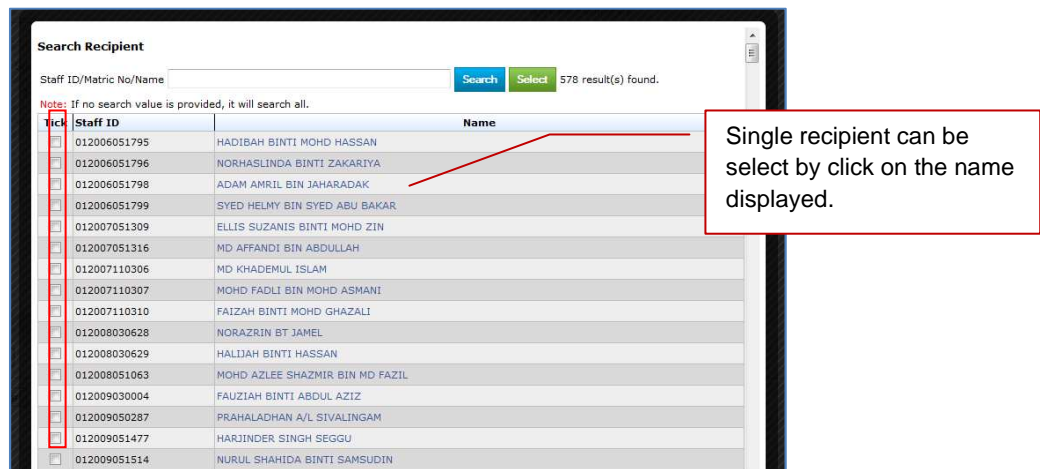 Search Recipient
Staff ID/Matric No/Name Search Select 578 result(s) found.
Note: If no search value is provided, it will search all.
Tick Staff ID Name
012006051795 HADIBAH BINTI MOHD HASSAN
012006051796 NORHASLINDA BINTI ZAKARIYA
012006051798 ADAM AMRIL BIN JAHARADAK
012006051799 SYED HELMY BIN SYED ABU BAKAR
012007051309 ELLIS SUZANIS BINTI MOHD ZIN
012007051316 MD AFFANDI BIN ABDULLAH
012007110306 MD KHADEMUL ISLAM
012007110307 MOHD FADLI BIN MOHD ASMANI
012007110310 FAIZAH BINTI MOHD GHAZALI
012008030628 NORAZRIN BT JAMEL
012008030629 HALIJAH BINTI HASSAN
012008051063 MOHD AZLEE SHAZMIR BIN MD FAZIL
012009030004 FAUZIAH BINTI ABDUL AZIZ
012009050287 PRAHALADHAN A/L SIVALINGAM
012009051477 HARJINDER SINGH SEGGU
012009051514 NURUL SHAHIDA BINTI SAMSUDIN
Single recipient can be
select by click on the name
displayed.